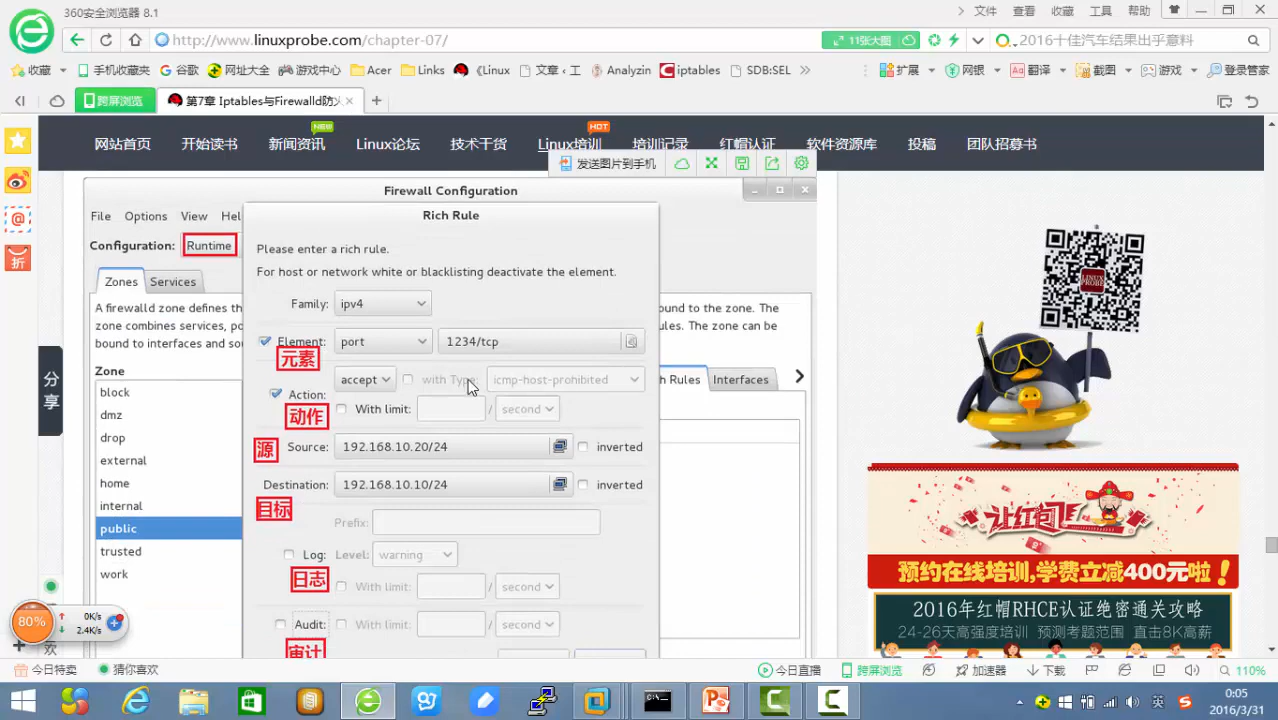 360安全浏览器 8.1
文件 查看 收藏 工具 帮助
http://www.linuxprobe.com/chapter-07/
11张大图
2016十佳汽车结果出乎意料
收藏 手机收藏夹 谷歌 网址大全 游戏中心 Acer Links 《Linux 文章 工 Analyzin iptables SDB:SEL
扩展 网银 翻译 截图 游戏 登录管家
跨屏浏览 第7章 Iptables与Firewalld防火
NEW HOT
网站首页 开始读书 新闻资讯 Linux论坛 技术干货 Linux培训 培训记录 红帽认证 软件资源库 投稿 团队招募书
发送图片到手机
Firewall Configuration
File Options View Hel
Rich Rule
Configuration: Runtime
Please enter a rich rule.
For host or network white or blacklisting deactivate the element.
Zones Services
Family: ipv4
A firewalld zone defines th
bound to the zone. The
zone combines services, po
ules. The zone can be
bound to interfaces and so
Element: port 1234/tcp
元素
Zone
accept with Typ icmp-host-prohibited
h Rules Interfaces
Action:
动作
With limit: / second
源
Source: 192.168.10.20/24 inverted
Destination: 192.168.10.10/24 inverted
目标
Prefix:
Log: Level: warning
日志
With limit: / second
Audit: With limit: / second
审计
block
dmz
drop
external
home
internal
public
trusted
work
分享
折
LINUX
PROBE
让红包飞
预约在线培训,学费立减400元啦!
2016年红帽RHCE认证绝密通关攻略
24-26天高强度培训 预测考题范围 直击8K高薪
80% 0K/s
2.4K/s
欢
今日特卖 猜你喜欢
今日直播 跨屏浏览 加速器 下载 110%
英
0:05
2016/3/31